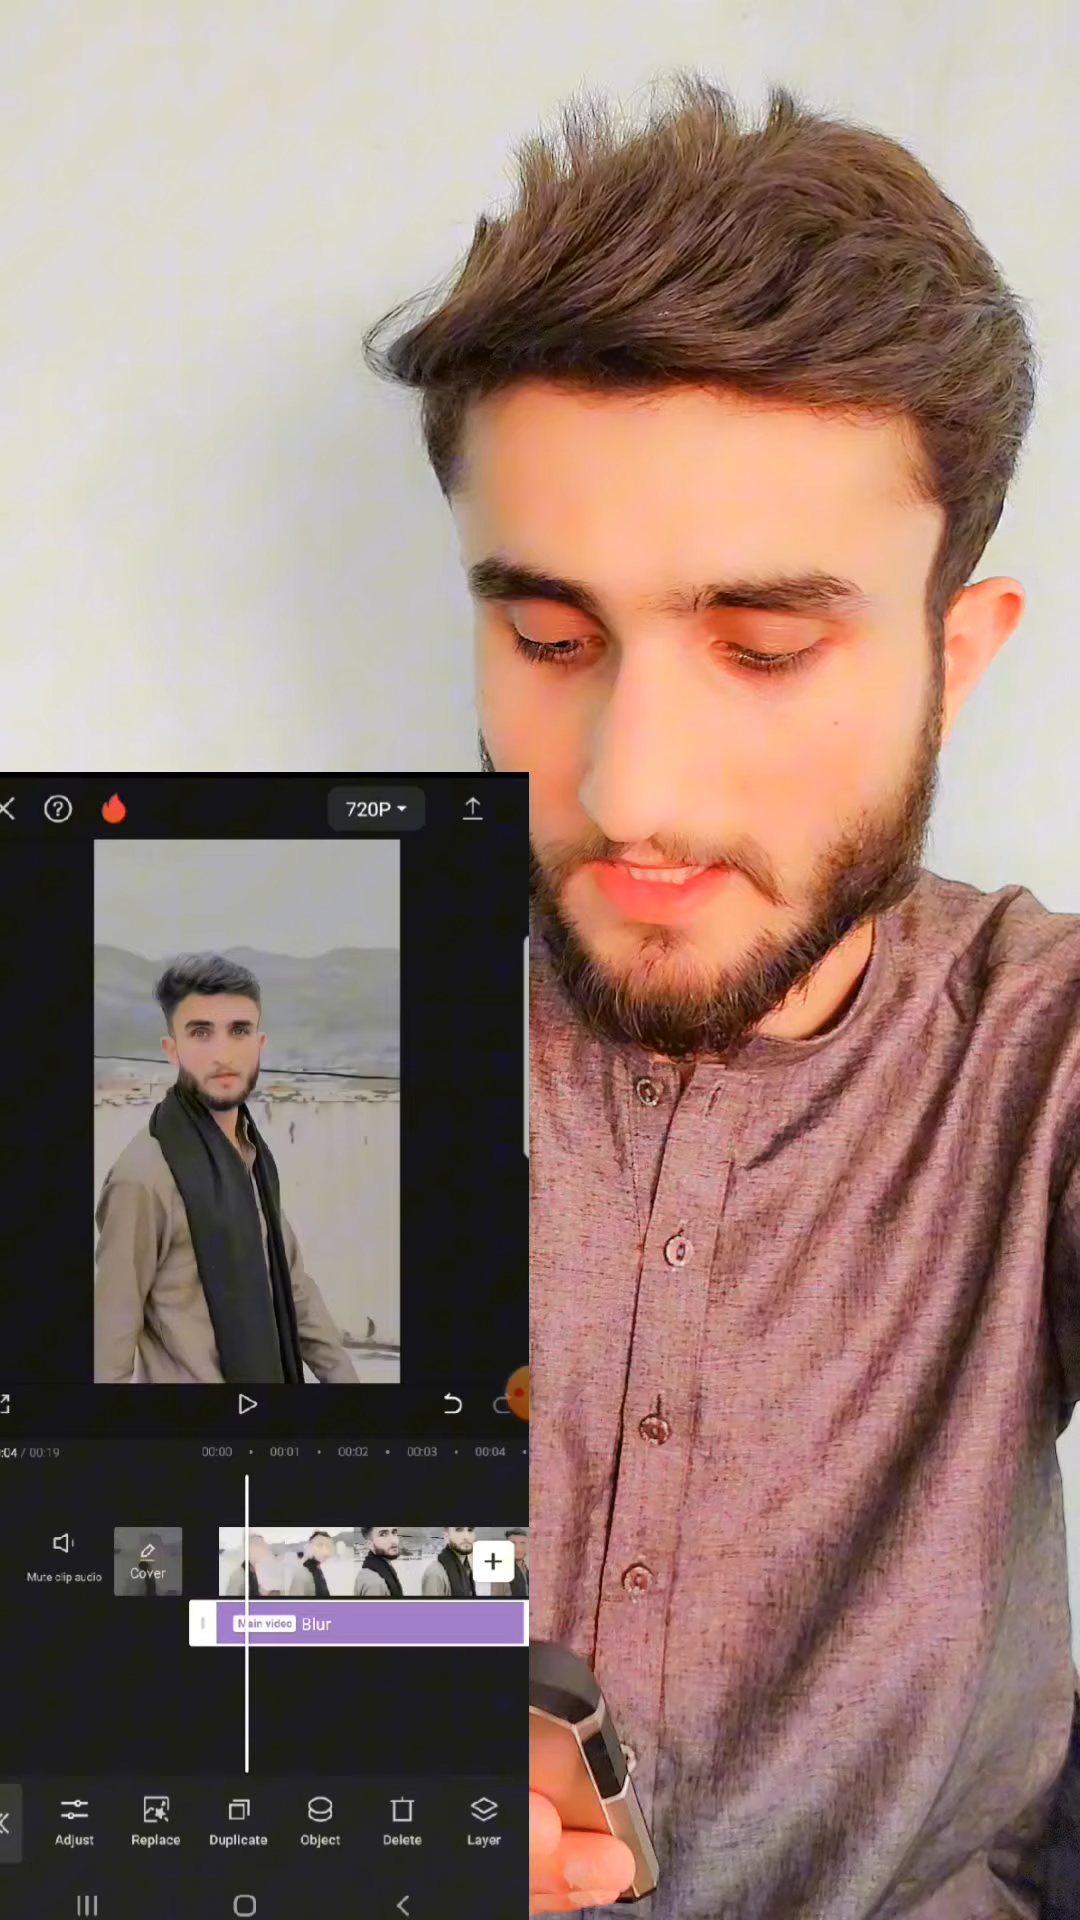 720P
:04 / 00:19
00:00
00:01
00:02
00:03
00:04
Mute clip audio
Cover
Main video
Blur
Adjust
Replace
Duplicate
Object
Delete
Layer